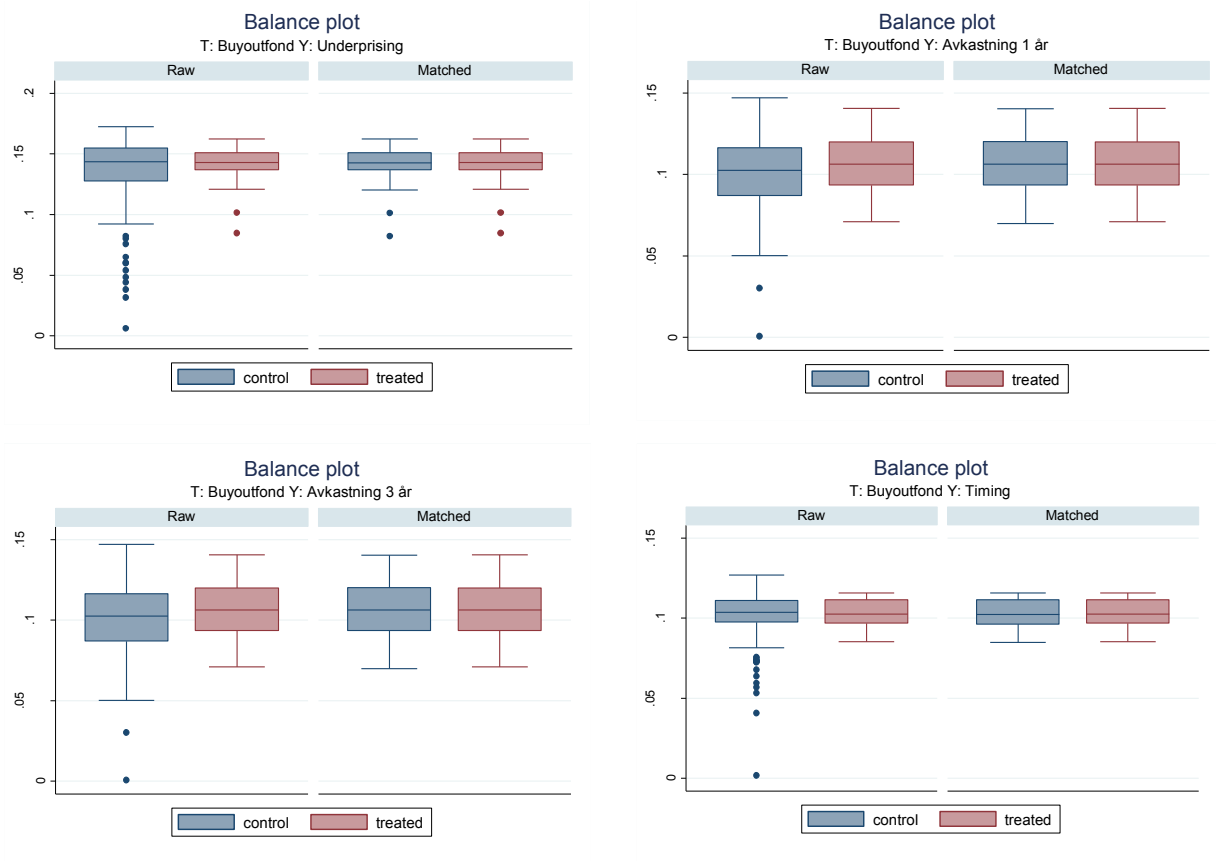 Balance plot
T: Buyoutfond Y: Underprising
Raw Matched
.2
.15
.1
.05
0
control treated
Balance plot
T: Buyoutfond Y: Avkastning 1 år
Raw Matched
.15
.1
.05
0
control treated
Balance plot
T: Buyoutfond Y: Avkastning 3 år
Raw Matched
.15
.1
.05
0
control treated
Balance plot
T: Buyoutfond Y: Timing
Raw Matched
.15
.1
.05
0
control treated